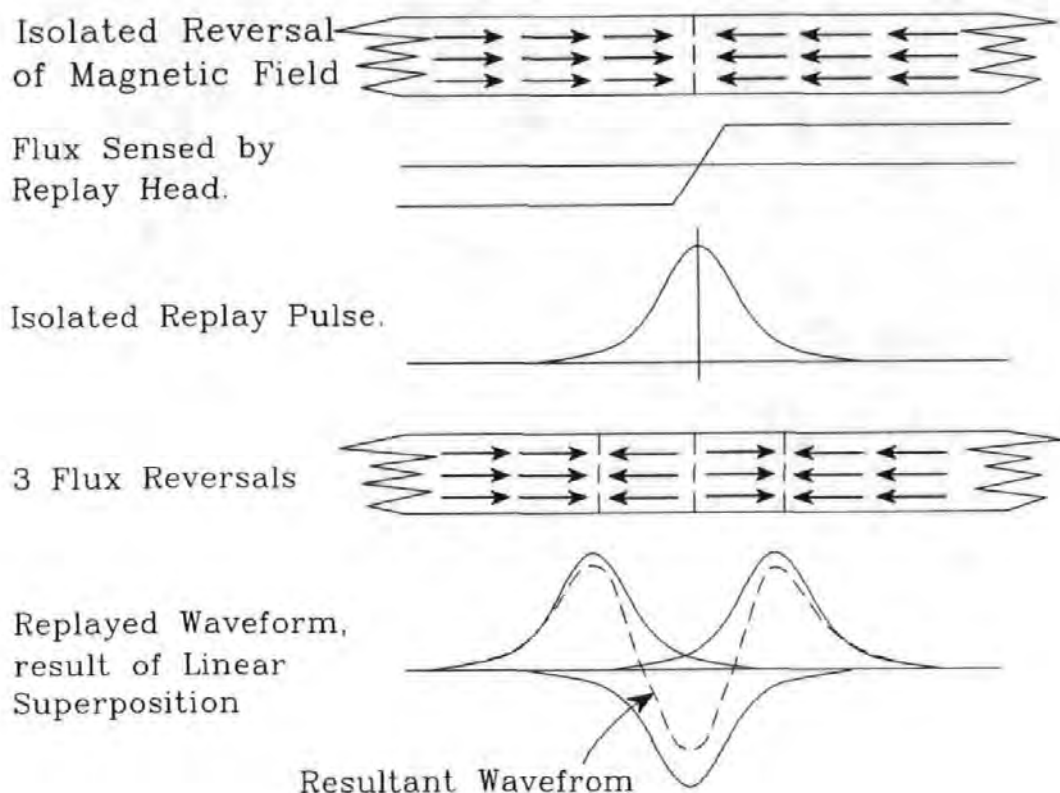 Isolated Reversal
of Magnetic Field
Flux Sensed by
Replay Head.
Isolated Replay Pulse.
3 Flux Reversals
Replayed Waveform,
result of Linear
Superposition
Resultant Wavefrom